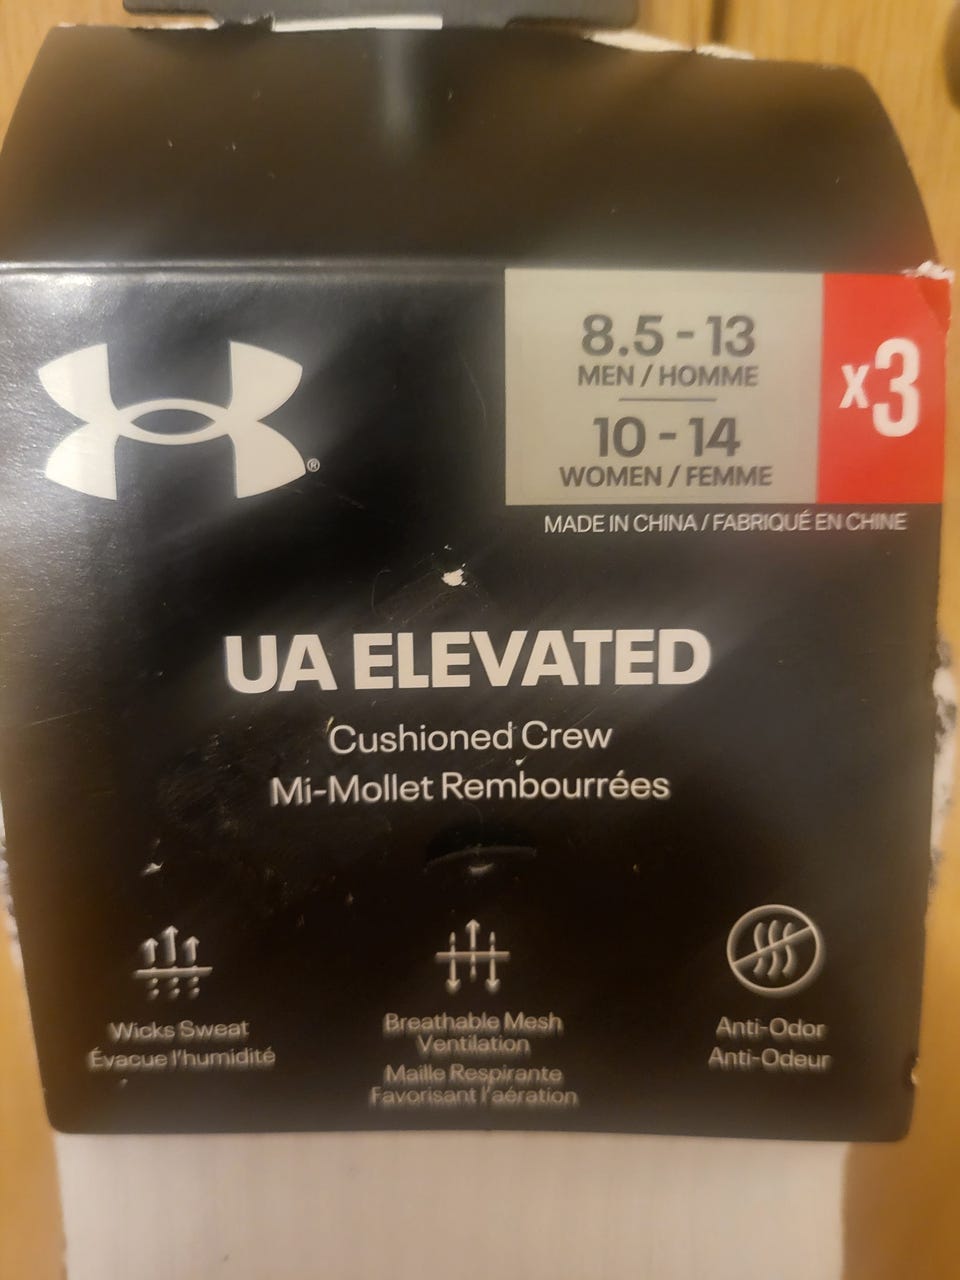 8.5 - 13
MEN / HOMME
10 - 14
WOMEN / FEMME
x3
®
MADE IN CHINA / FABRIQUÉ EN CHINE
UA ELEVATED
Cushioned Crew
Mi-Mollet Rembourrées
Wicks Sweat
Évacue l'humidité
Breathable Mesh
Ventilation
Maille Respirante
Favorisant l'aération
Anti-Odor
Anti-Odeur